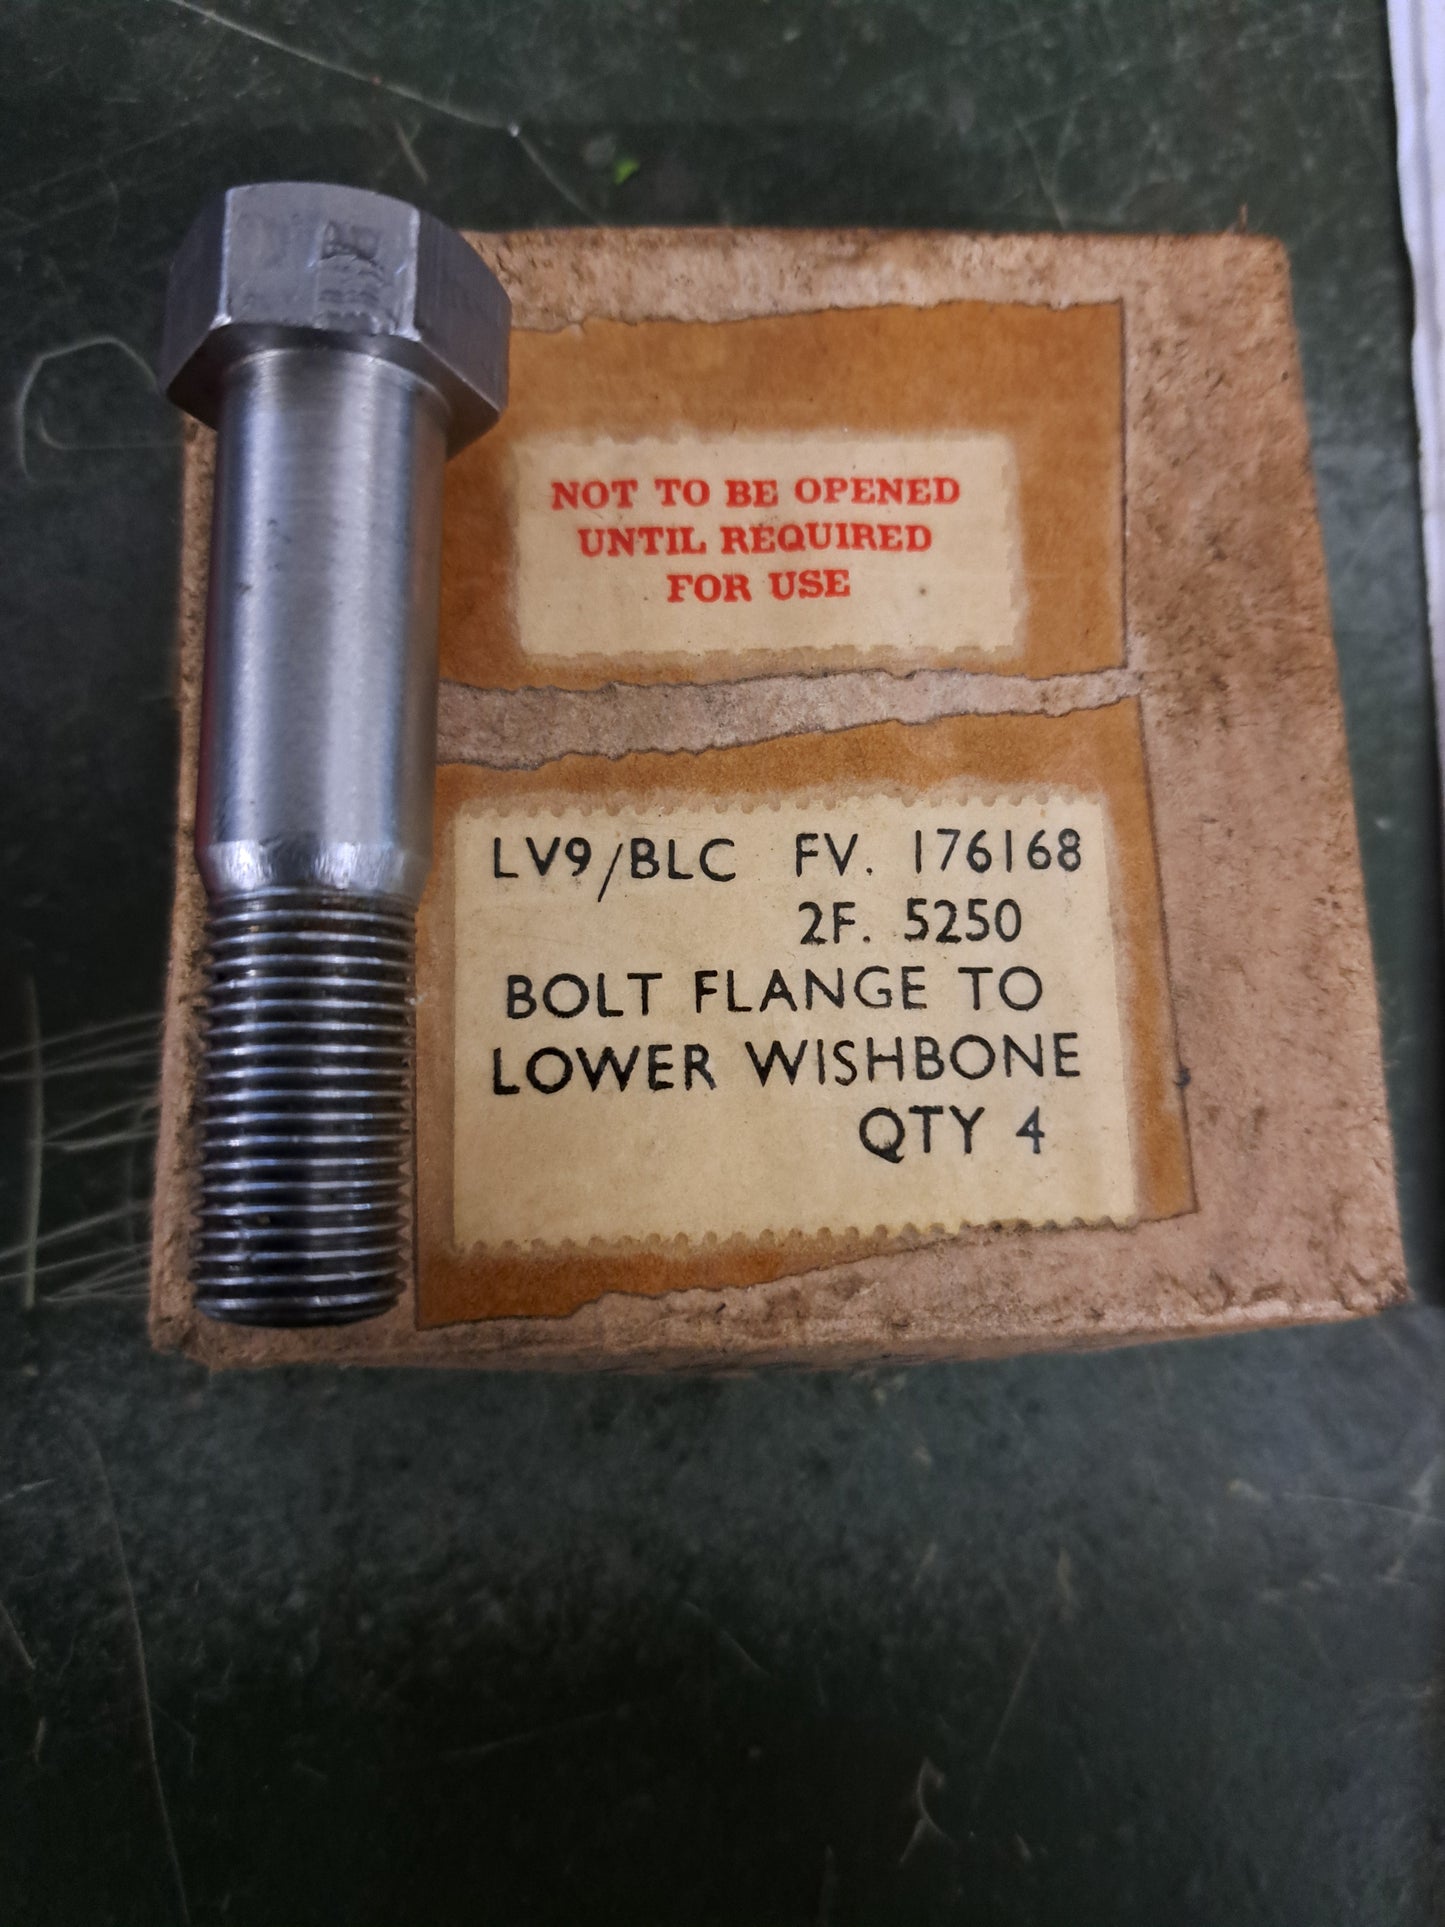 NOT TO BE OPENED
UNTIL REQUIRED
FOR USE
LV9/BLC FV. 176168
2F. 5250
BOLT FLANGE TO
LOWER WISHBONE
QTY 4